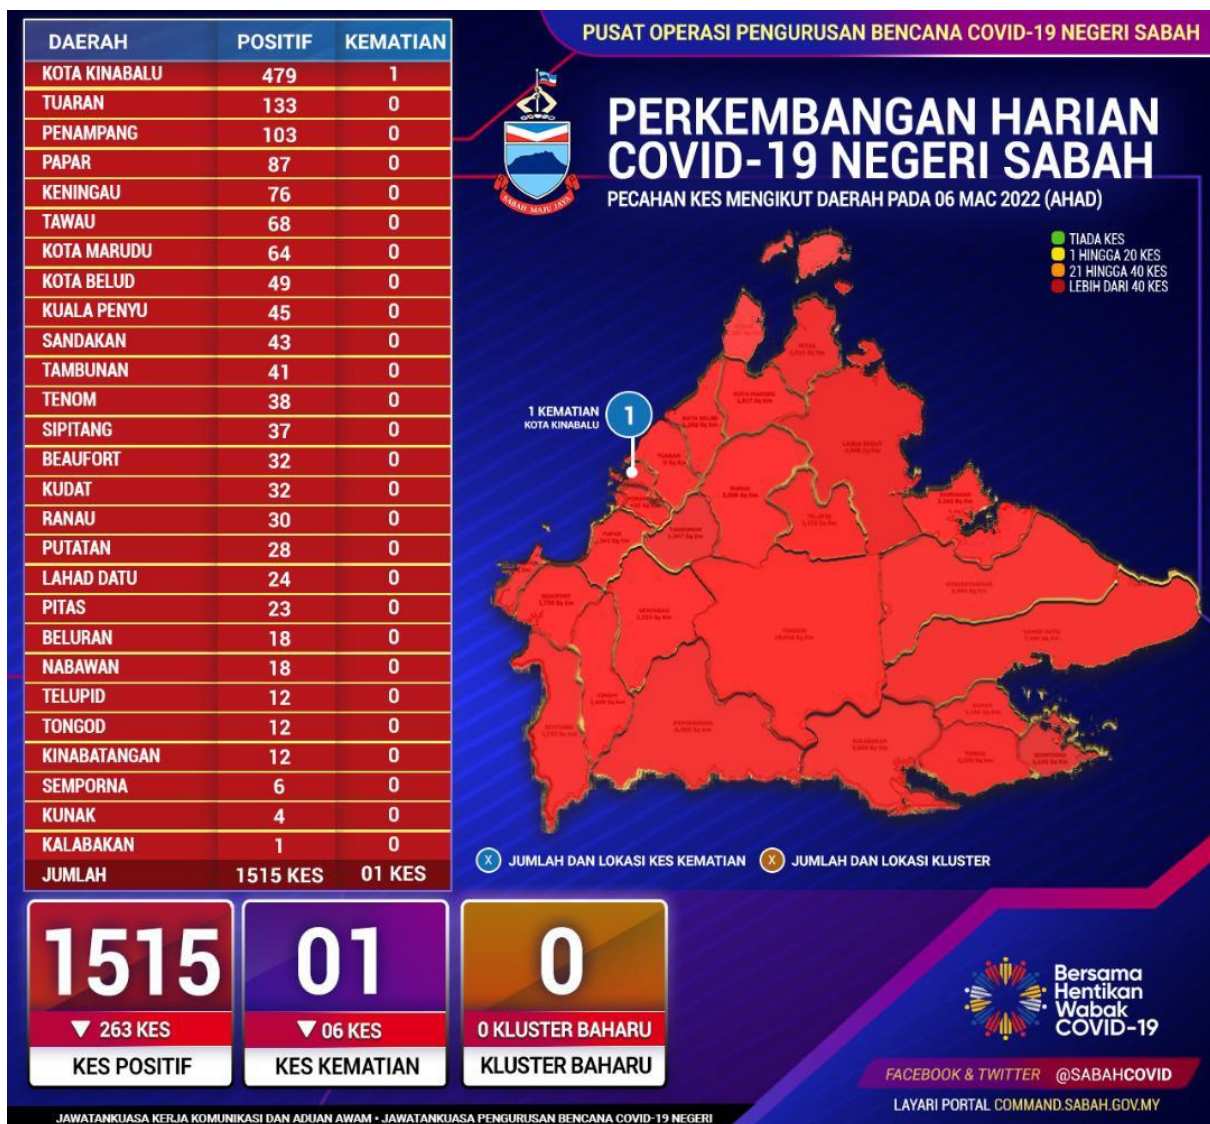 PUSAT OPERASI PENGURUSAN BENCANA COVID-19 NEGERI SABAH
PERKEMBANGAN HARIAN
COVID-19 NEGERI SABAH
PECAHAN KES MENGIKUT DAERAH PADA 06 MAC 2022 (AHAD)
SABAH MAJU JAYA
DAERAH POSITIF KEMATIAN
KOTA KINABALU 479 1
TUARAN 133 0
PENAMPANG 103 0
PAPAR 87 0
KENINGAU 76 0
TAWAU 68 0
KOTA MARUDU 64 0
KOTA BELUD 49 0
KUALA PENYU 45 0
SANDAKAN 43 0
TAMBUNAN 41 0
TENOM 38 0
SIPITANG 37 0
BEAUFORT 32 0
KUDAT 32 0
RANAU 30 0
PUTATAN 28 0
LAHAD DATU 24 0
PITAS 23 0
BELURAN 18 0
NABAWAN 18 0
TELUPID 12 0
TONGOD 12 0
KINABATANGAN 12 0
SEMPORNA 6 0
KUNAK 4 0
KALABAKAN 1 0
JUMLAH 1515 KES 01 KES
TIADA KES
1 HINGGA 20 KES
21 HINGGA 40 KES
LEBIH DARI 40 KES
1 KEMATIAN
KOTA KINABALU
1
X JUMLAH DAN LOKASI KES KEMATIAN
X JUMLAH DAN LOKASI KLUSTER
1515
▼ 263 KES
KES POSITIF
01
▼ 06 KES
KES KEMATIAN
0
0 KLUSTER BAHARU
KLUSTER BAHARU
Bersama
Hentikan
Wabak
COVID-19
FACEBOOK & TWITTER @SABAHCOVID
LAYARI PORTAL COMMAND.SABAH.GOV.MY
JAWATANKUASA KERJA KOMUNIKASI DAN ADUAN AWAM • JAWATANKUASA PENGURUSAN BENCANA COVID-19 NEGERI